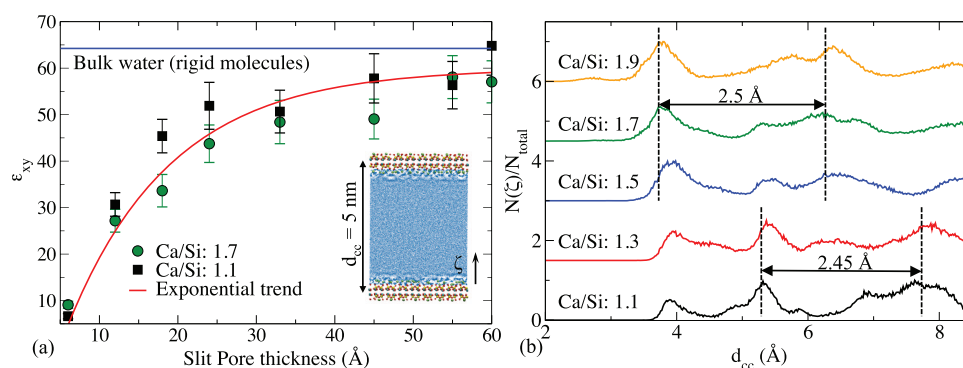 70
60
50
40
30
20
10
ε_xy
Bulk water (rigid molecules)
Ca/Si: 1.7
Ca/Si: 1.1
Exponential trend
d_cc = 5 nm
ζ
10 20 30 40 50 60
(a) Slit Pore thickness (Å)
6
4
2
0
N(ζ)/N_total
Ca/Si: 1.9
2.5 Å
Ca/Si: 1.7
Ca/Si: 1.5
Ca/Si: 1.3
2.45 Å
Ca/Si: 1.1
2 4 6 8
(b) d_cc (Å)